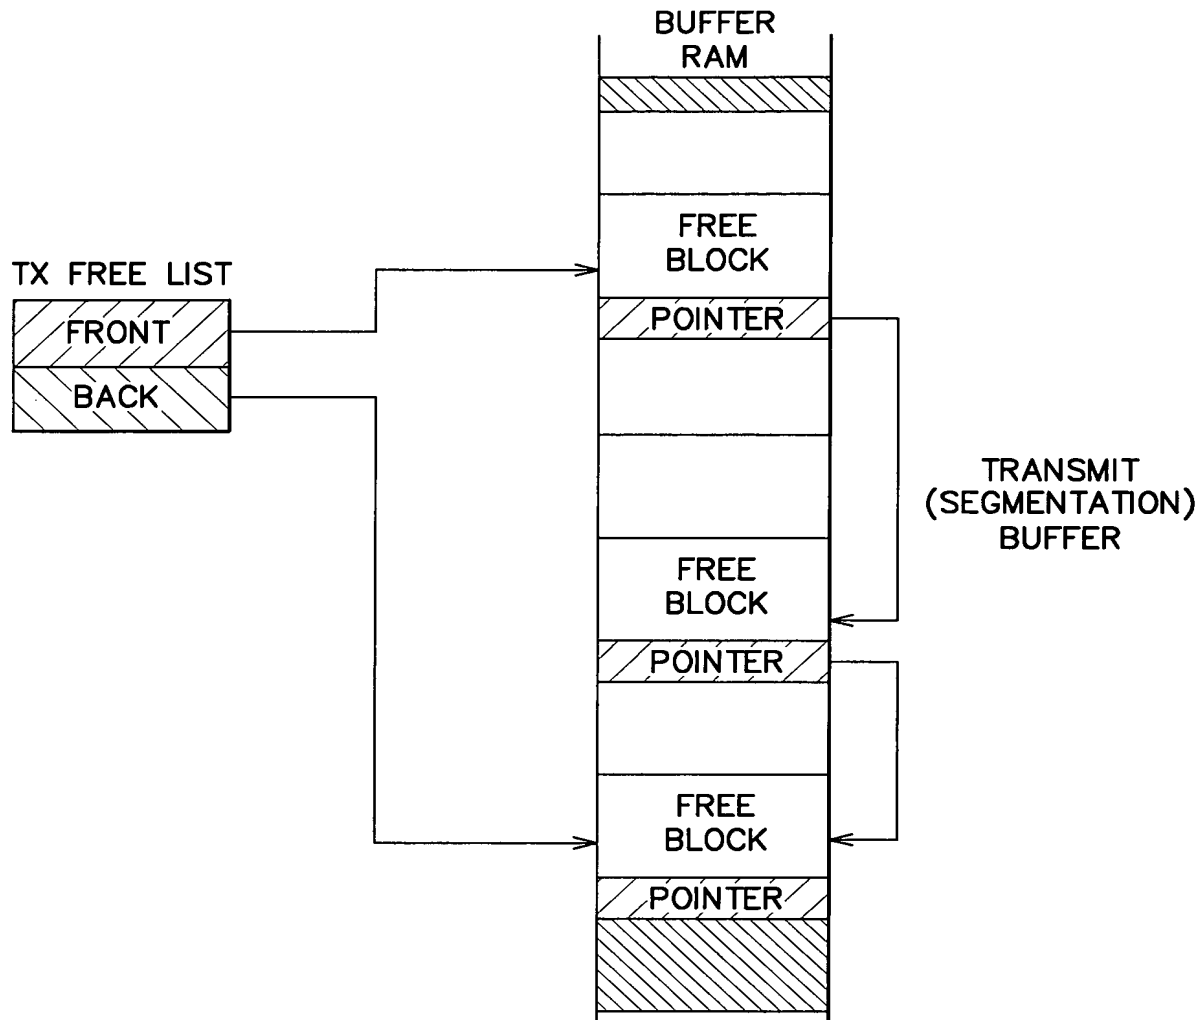 BUFFER
RAM
FREE
BLOCK
TX FREE LIST
FRONT
POINTER
BACK
TRANSMIT
(SEGMENTATION)
BUFFER
FREE
BLOCK
POINTER
FREE
BLOCK
POINTER